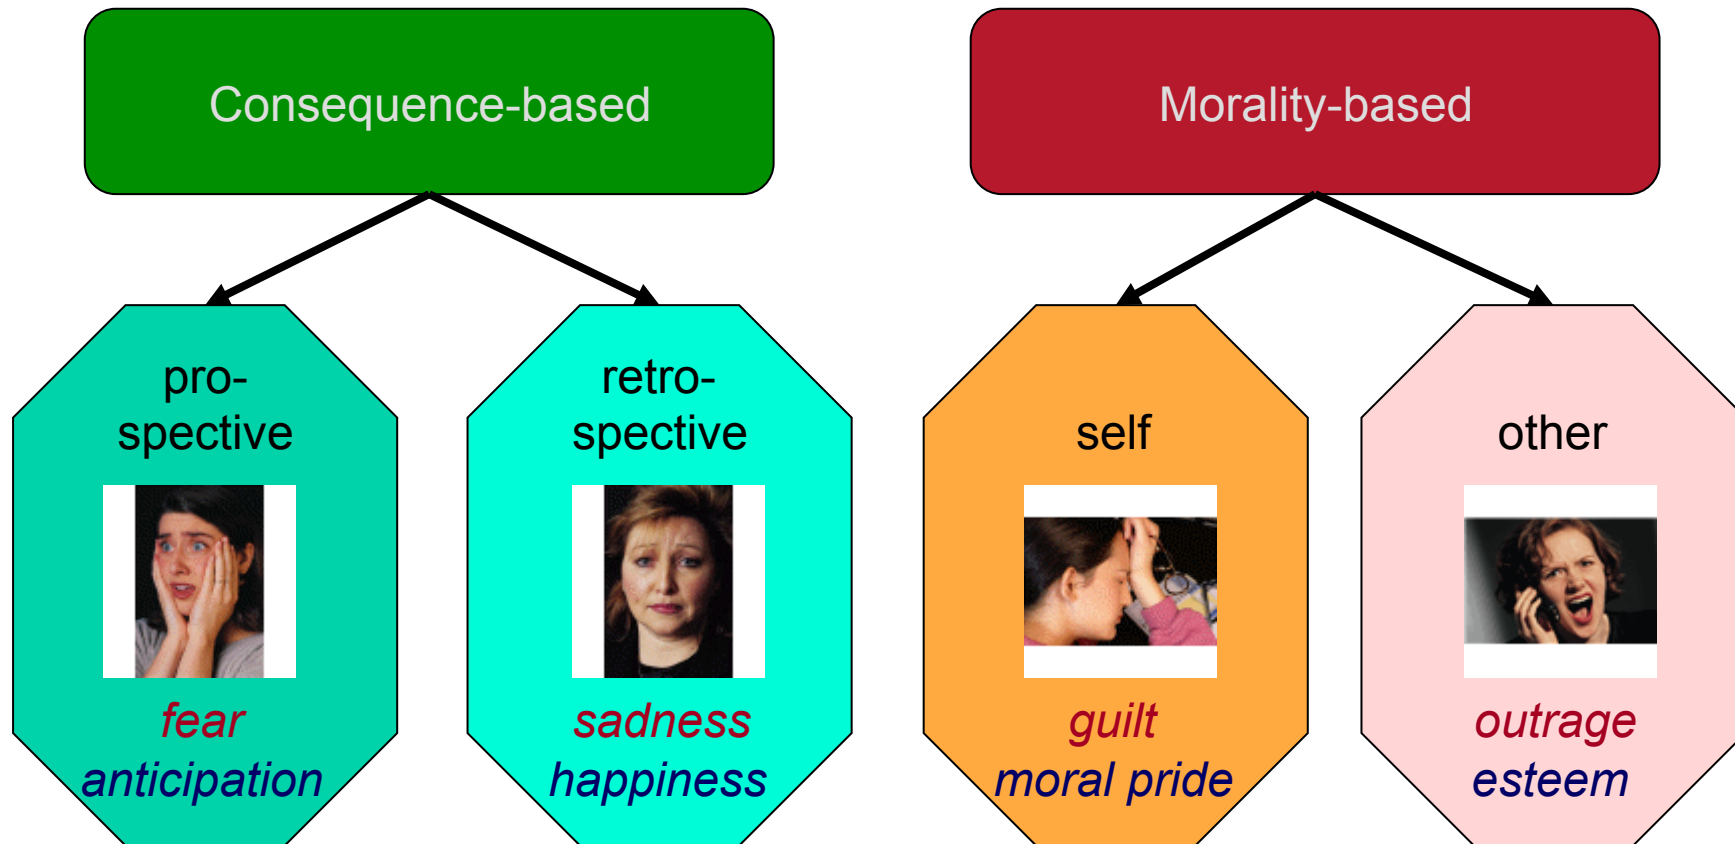 Consequence-based
Morality-based
pro-
spective
fear
anticipation
retro-
spective
sadness
happiness
self
guilt
moral pride
other
outrage
esteem